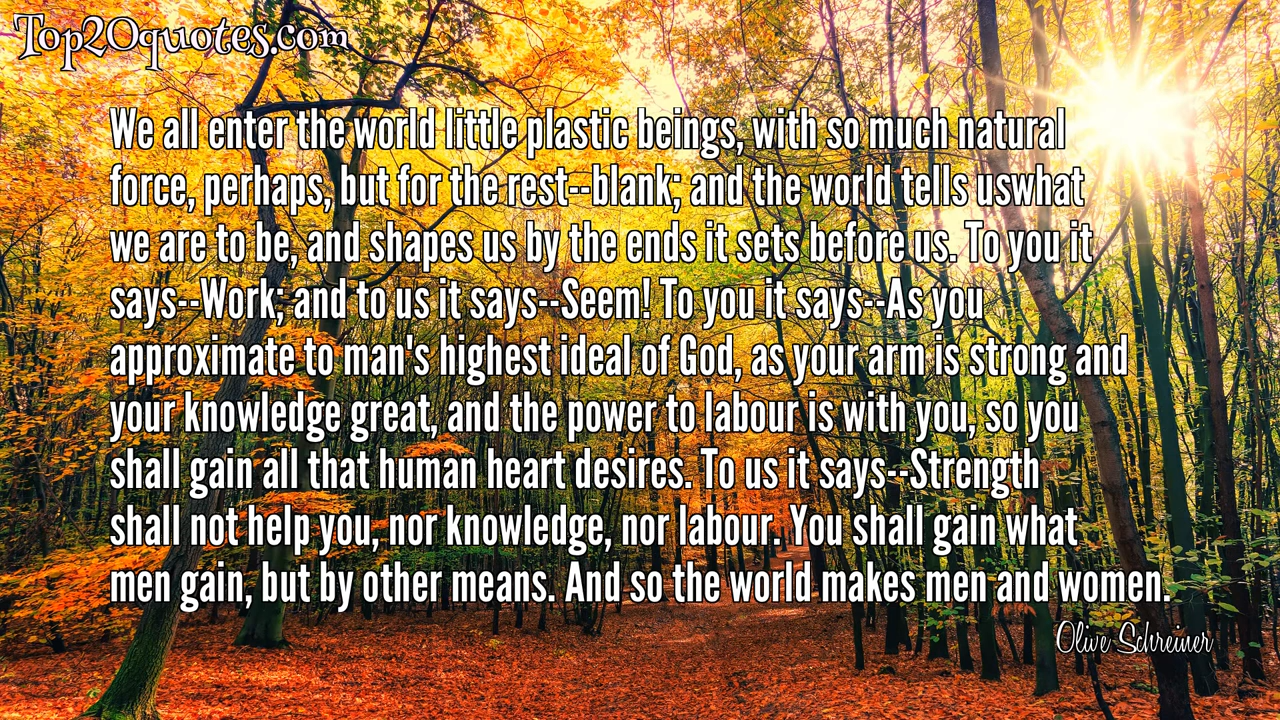 Top20quotes.com
We all enter the world little plastic beings, with so much natural
force, perhaps, but for the rest--blank; and the world tells uswhat
we are to be, and shapes us by the ends it sets before us. To you it
says--Work; and to us it says--Seem! To you it says--As you
approximate to man's highest ideal of God, as your arm is strong and
your knowledge great, and the power to labour is with you, so you
shall gain all that human heart desires. To us it says--Strength
shall not help you, nor knowledge, nor labour. You shall gain what
men gain, but by other means. And so the world makes men and women.
Olive Schreiner